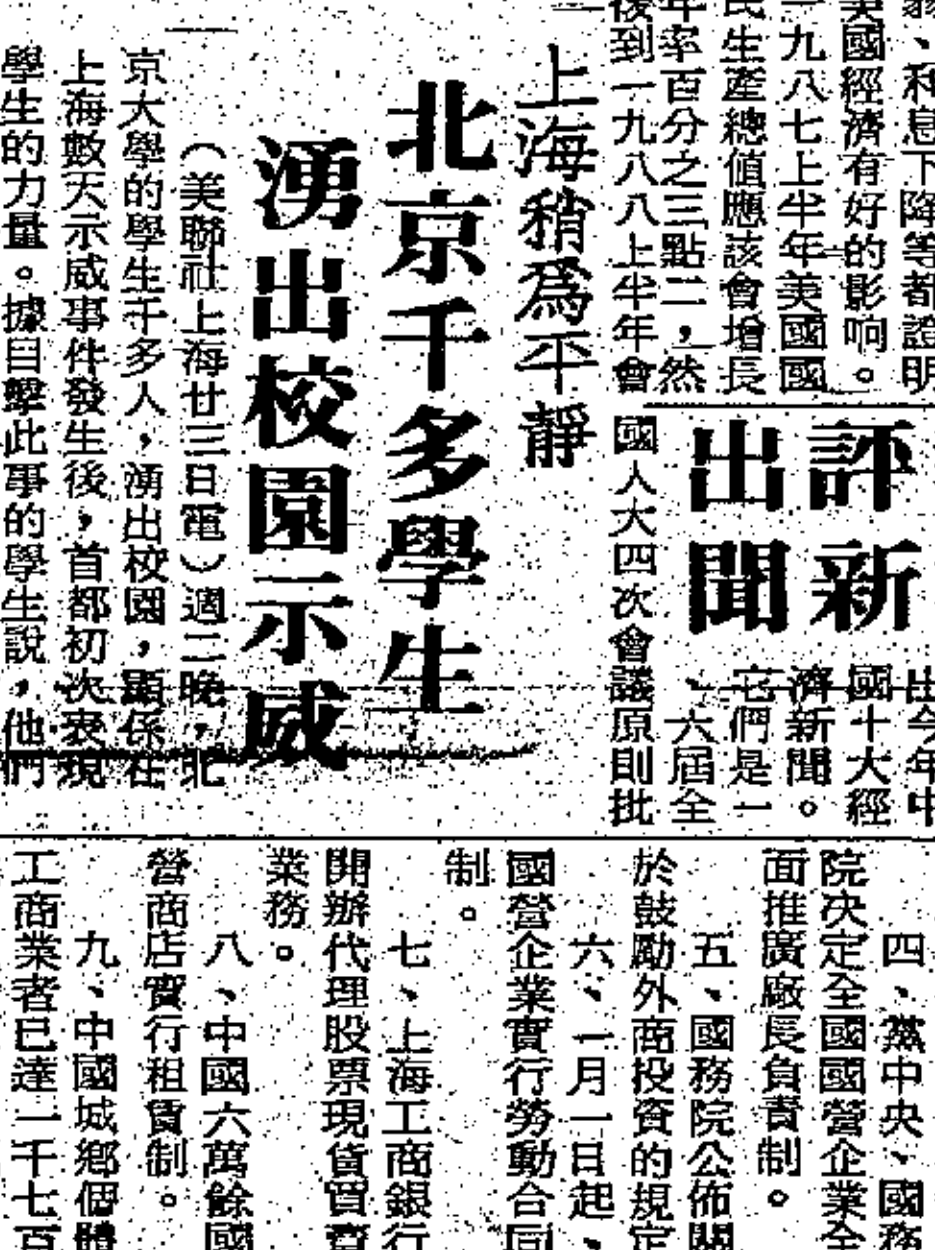 弱、利息下降等都證明
美國經濟有好的影响。
一九八七上半年美國國
民生產總值應該會增長
年率百分之三點二，然
後到一九八八上半年會
上海稍爲平靜
北京千多學生
湧出校園示威
（美聯社上海廿三日電）週二晚，北
京大學的學生千多人，湧出校園，顯係在
上海數天示威事件發生後，首都初次表現
學生的力量。據目擊此事的學生說，他們
評新
出聞
出今年中
國十大經
濟新聞。
它們是一
、六屆全
國人大四次會議原則批
四、黨中央、國務
院決定全國國營企業全
面推廣廠長負責制。
五、國務院公佈關
於鼓勵外商投資的規定
六、一月一日起、
國營企業實行勞動合同
制。
七、上海工商銀行
開辦代理股票現貨買賣
業務。
八、中國六萬餘國
營商店實行租賃制。
九、中國城鄉個體
工商業者已達一千七百